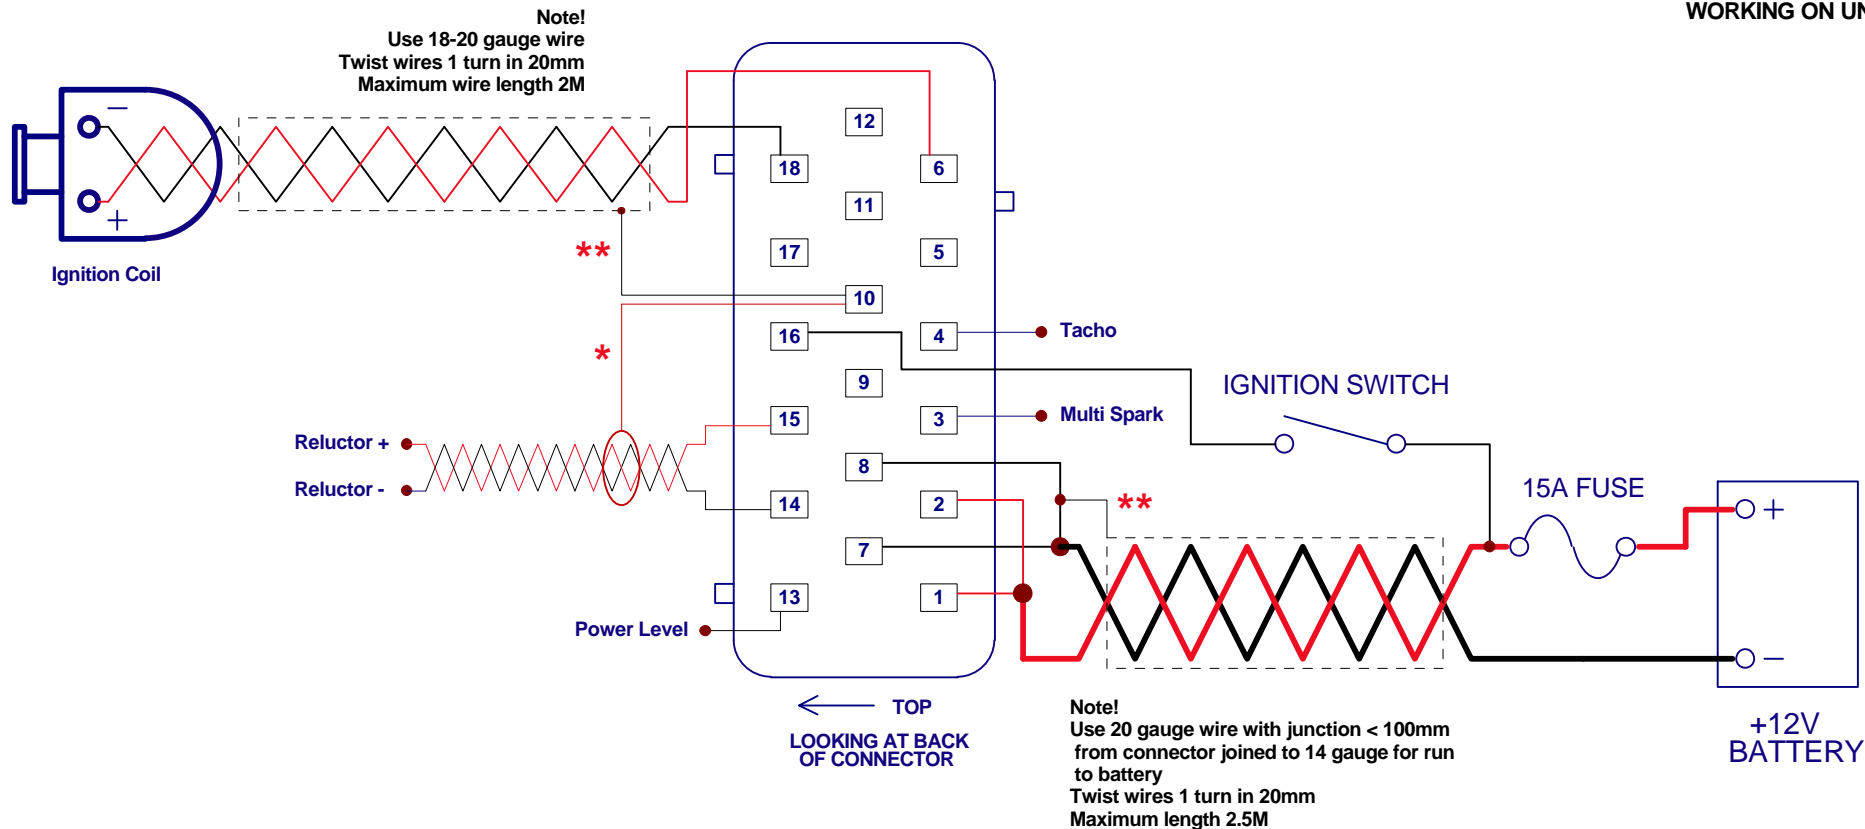 WORKING ON UN
Note!
Use 18-20 gauge wire
Twist wires 1 turn in 20mm
Maximum wire length 2M
−
+
Ignition Coil
**
*
12
18
6
11
17
5
10
16
4
Tacho
9
IGNITION SWITCH
15
3
Multi Spark
Reluctor +
Reluctor -
8
14
2
**
15A FUSE
+
7
13
1
Power Level
−
TOP
LOOKING AT BACK
OF CONNECTOR
Note!
Use 20 gauge wire with junction < 100mm
from connector joined to 14 gauge for run
to battery
Twist wires 1 turn in 20mm
Maximum length 2.5M
+12V
BATTERY